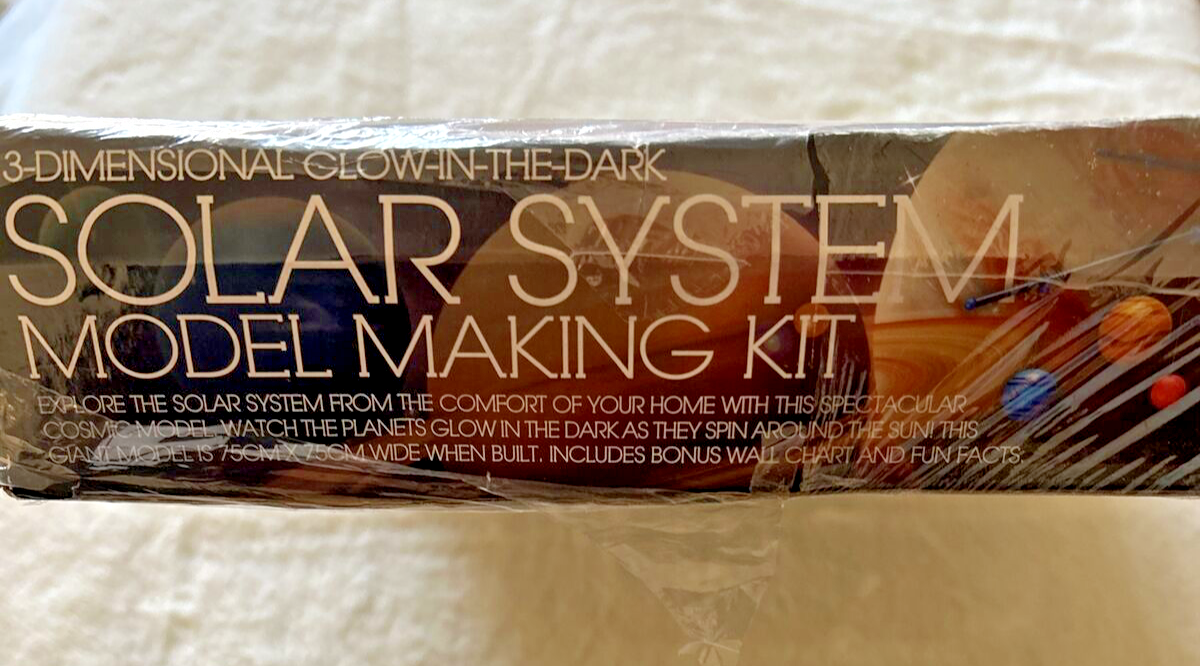 3-DIMENSIONAL GLOW-IN-THE-DARK
SOLAR SYSTEM
MODEL MAKING KIT
EXPLORE THE SOLAR SYSTEM FROM THE COMFORT OF YOUR HOME WITH THIS SPECTACULAR
COSMIC MODEL. WATCH THE PLANETS GLOW IN THE DARK AS THEY SPIN AROUND THE SUN! THIS
GIANT MODEL IS 75CM X 75CM WIDE WHEN BUILT. INCLUDES BONUS WALL CHART AND FUN FACTS.